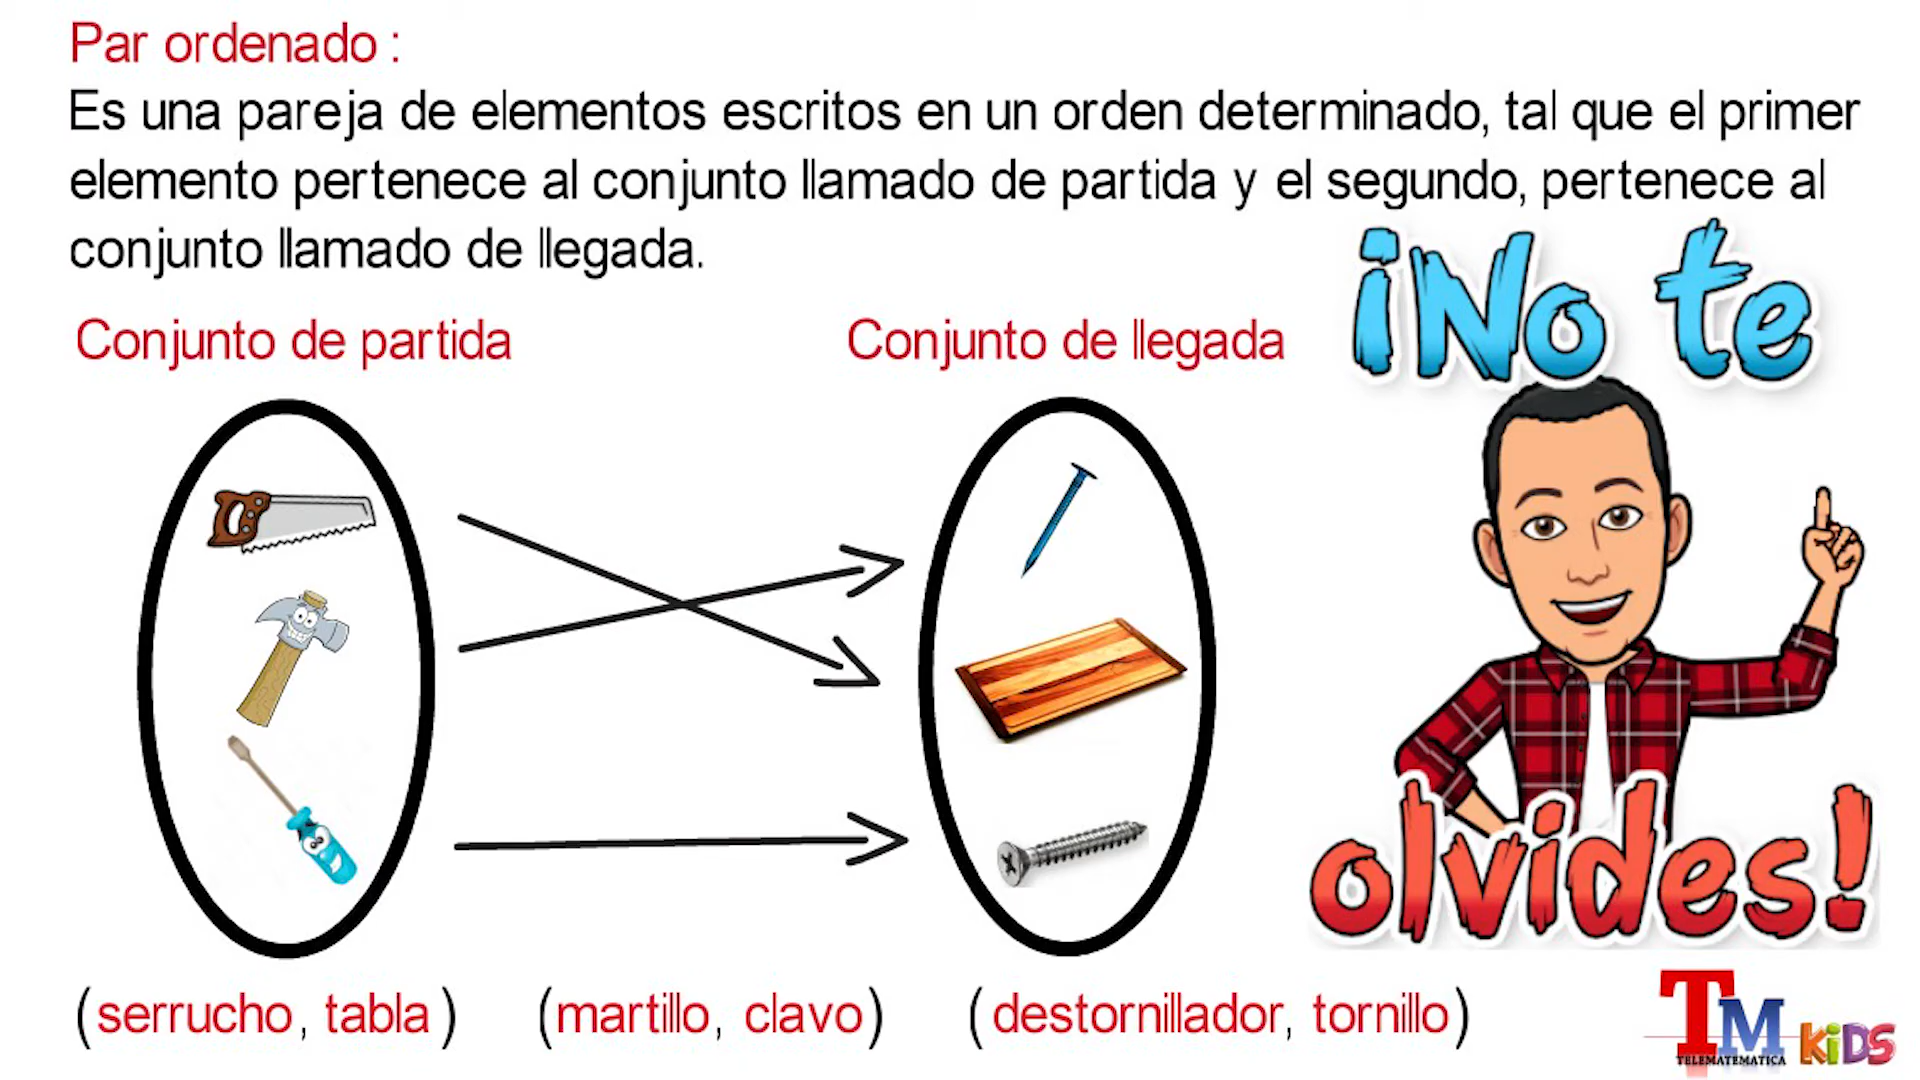 Par ordenado :
Es una pareja de elementos escritos en un orden determinado, tal que el primer
elemento pertenece al conjunto llamado de partida y el segundo, pertenece al
conjunto llamado de llegada.
¡No te
Conjunto de partida
Conjunto de llegada
olvides!
(serrucho, tabla) (martillo, clavo) (destornillador, tornillo)
TM KiDS
TELEMATEMATICA